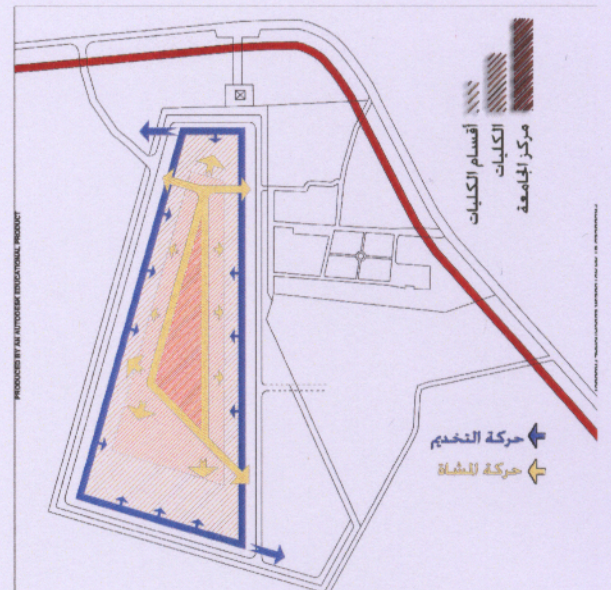 مركز الجامعة
الكليات
أقسام الكليات
حركة التخديم
حركة المشاة
PRODUCED BY AN AUTODESK EDUCATIONAL PRODUCT